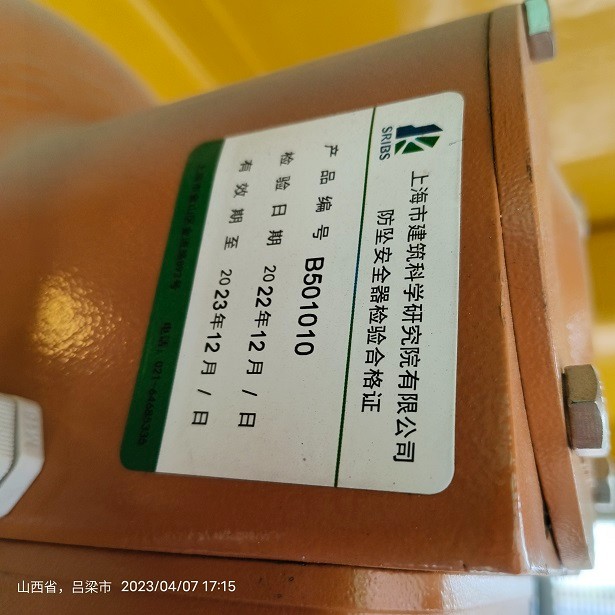 SRIBS
上海市建筑科学研究院有限公司
防坠安全器检验合格证
产品编号 B501010
检验日期 2022年12月 / 日
有效期至 2023年12月 / 日
电话：021-
山西省，吕梁市 2023/04/07 17:15